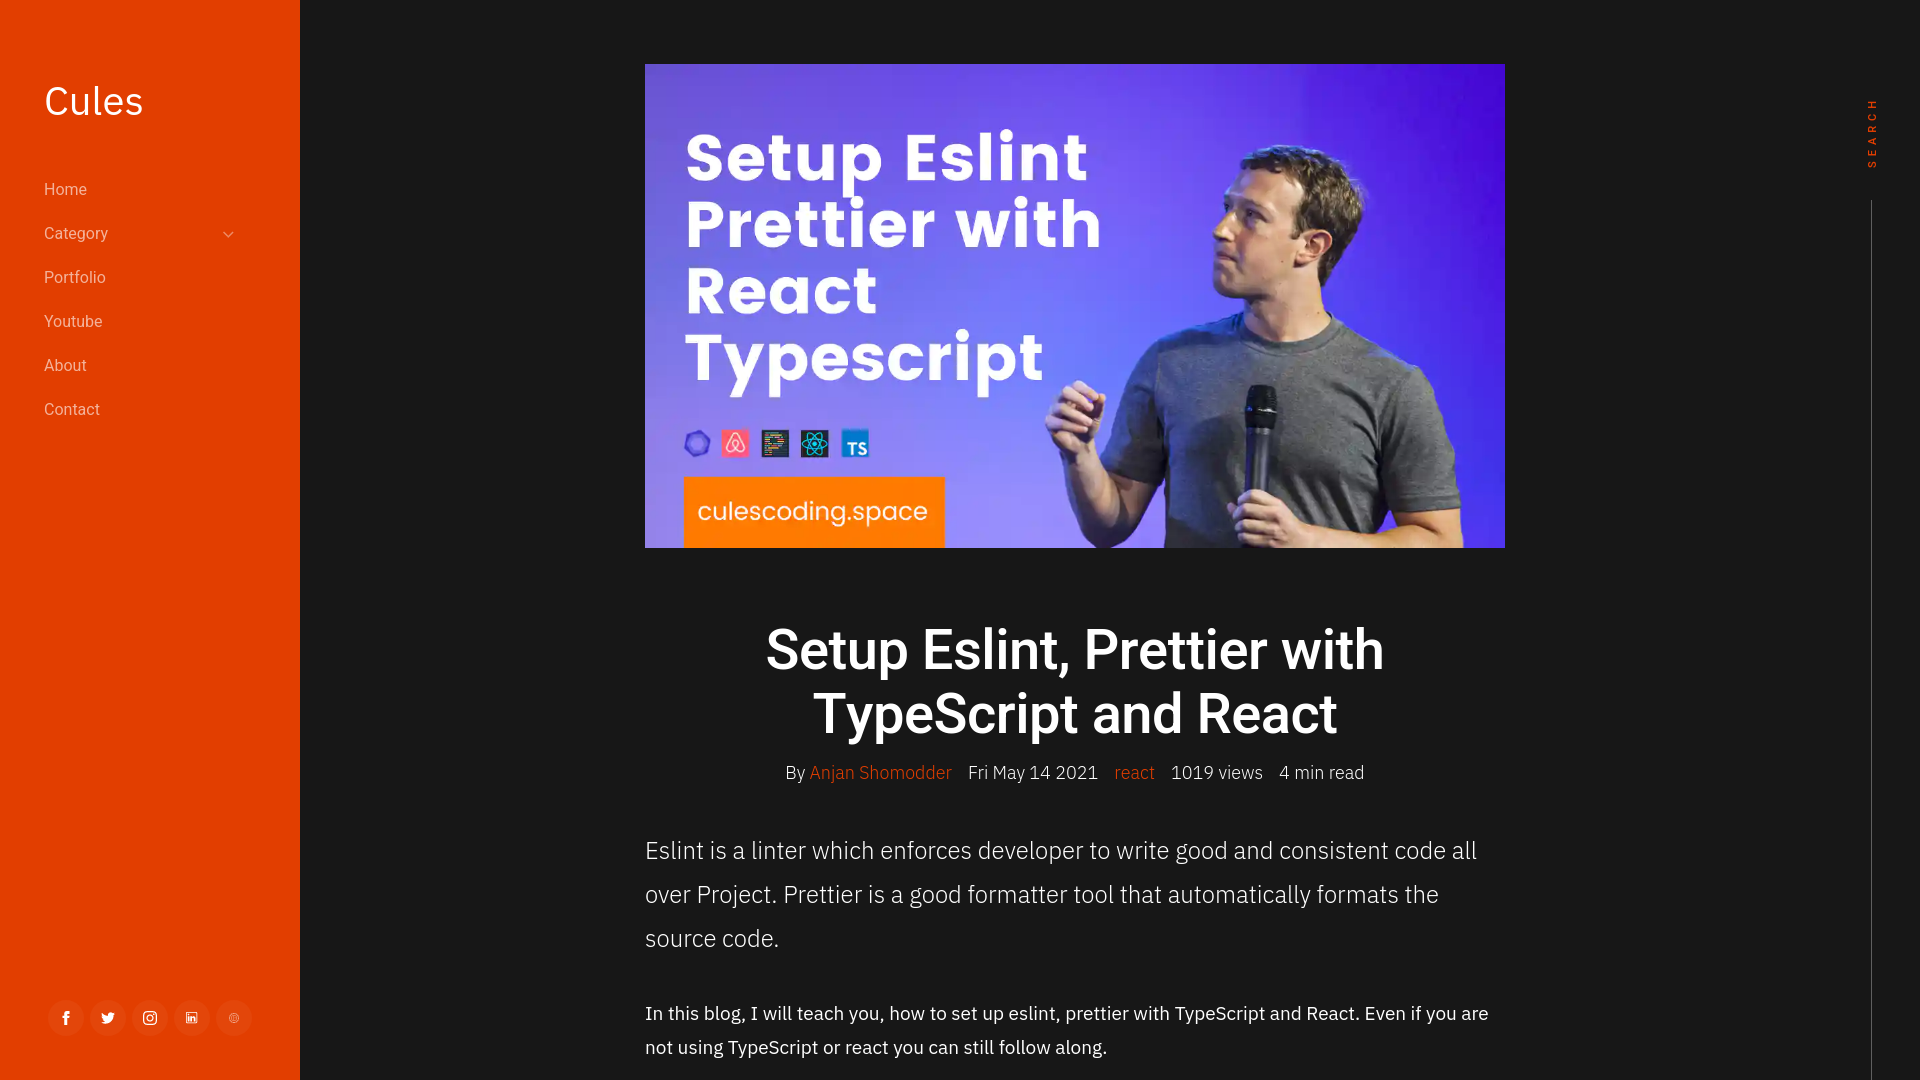 Cules
Home
Category
Portfolio
Youtube
About
Contact
Setup Eslint
Prettier with
React
Typescript
TS
culescoding.space
SEARCH
Setup Eslint, Prettier with
TypeScript and React
By Anjan Shomodder Fri May 14 2021 react 1019 views 4 min read
Eslint is a linter which enforces developer to write good and consistent code all
over Project. Prettier is a good formatter tool that automatically formats the
source code.
In this blog, I will teach you, how to set up eslint, prettier with TypeScript and React. Even if you are
not using TypeScript or react you can still follow along.